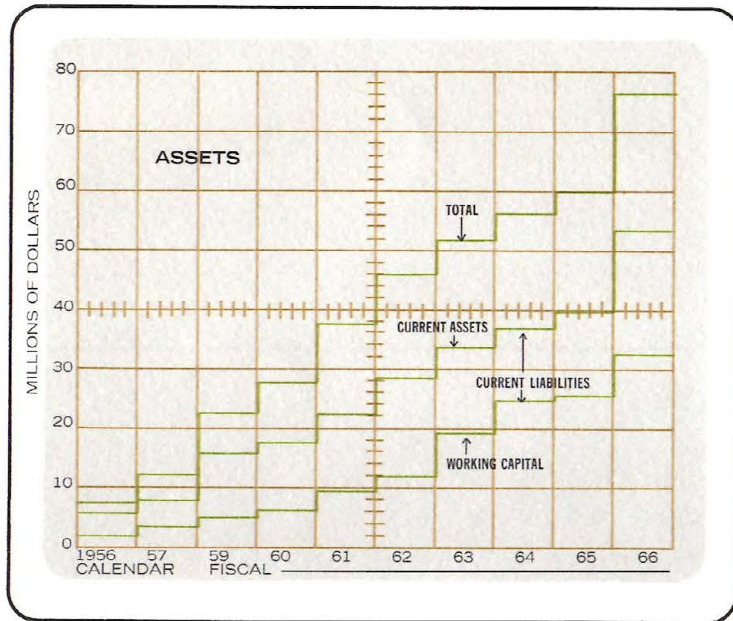 80
70
ASSETS
60
TOTAL
50
MILLIONS OF DOLLARS
40
CURRENT ASSETS
30
CURRENT LIABILITIES
20
WORKING CAPITAL
10
0
1956 57 59 60 61 62 63 64 65 66
CALENDAR FISCAL